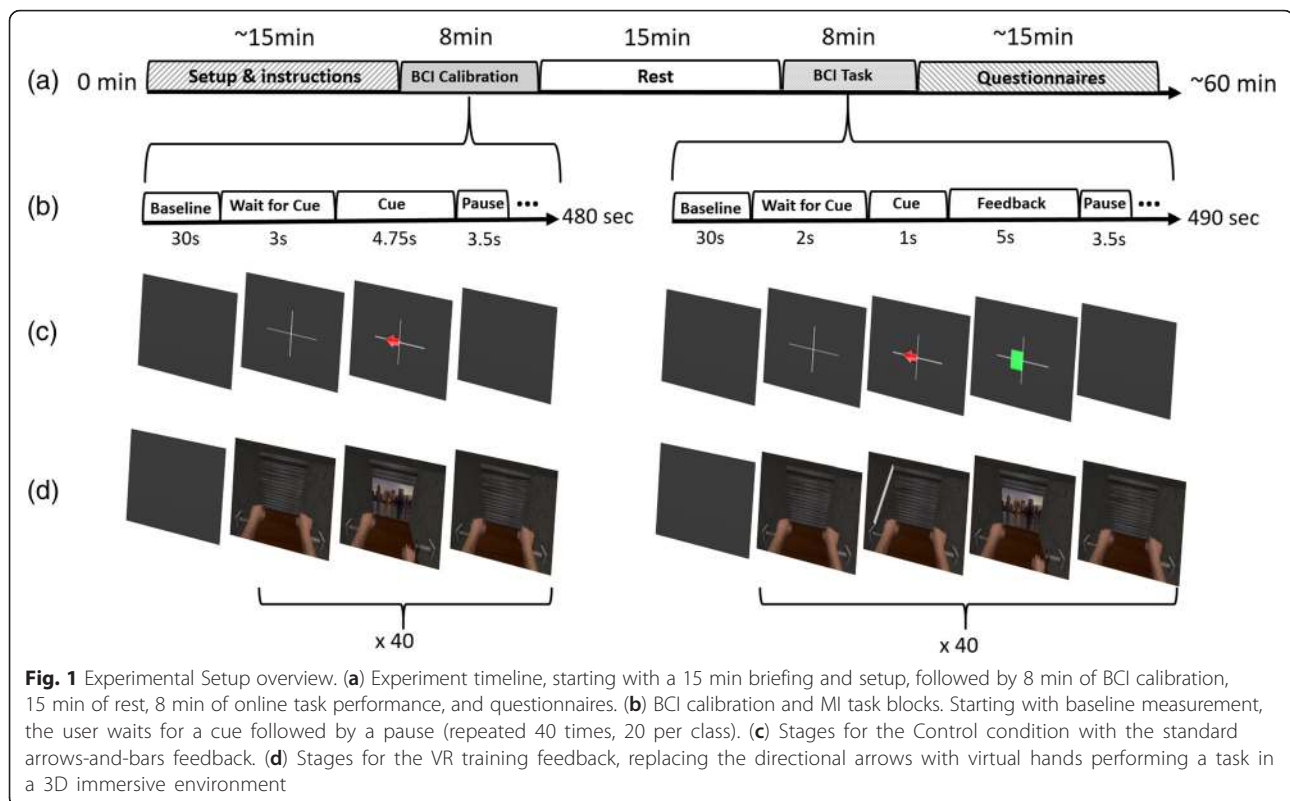 ~15min 8min 15min 8min ~15min
(a) 0 min Setup & instructions BCI Calibration Rest BCI Task Questionnaires ~60 min
(b) Baseline Wait for Cue Cue Pause ••• 480 sec Baseline Wait for Cue Cue Feedback Pause ••• 490 sec
30s 3s 4.75s 3.5s 30s 2s 1s 5s 3.5s
(c)
(d)
x 40 x 40
Fig. 1 Experimental Setup overview. (a) Experiment timeline, starting with a 15 min briefing and setup, followed by 8 min of BCI calibration,
15 min of rest, 8 min of online task performance, and questionnaires. (b) BCI calibration and MI task blocks. Starting with baseline measurement,
the user waits for a cue followed by a pause (repeated 40 times, 20 per class). (c) Stages for the Control condition with the standard
arrows-and-bars feedback. (d) Stages for the VR training feedback, replacing the directional arrows with virtual hands performing a task in
a 3D immersive environment